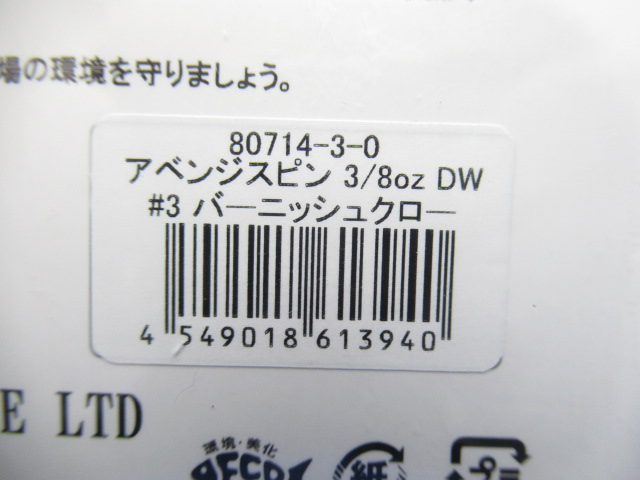 場の環境を守りましょう。
80714-3-0
アベンジスピン 3/8oz DW
#3 バーニッシュクロー
4 549018 613940
E LTD
環境・美化
紙
プ